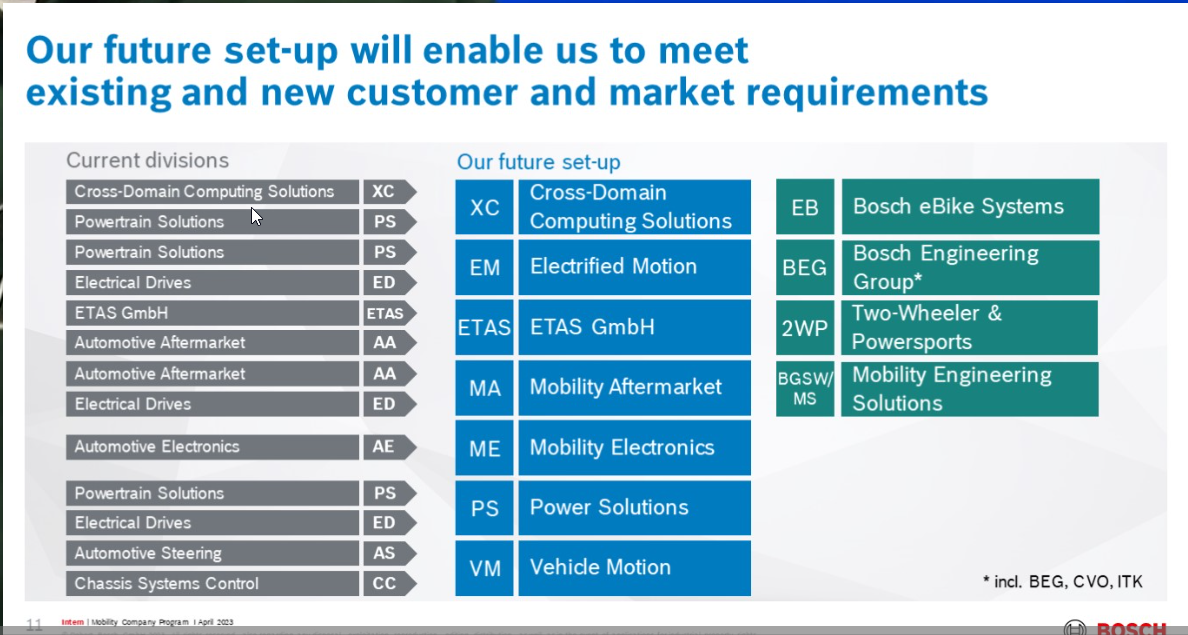 Our future set-up will enable us to meet
existing and new customer and market requirements
Current divisions
Cross-Domain Computing Solutions XC
Powertrain Solutions PS
Powertrain Solutions PS
Electrical Drives ED
ETAS GmbH ETAS
Automotive Aftermarket AA
Automotive Aftermarket AA
Electrical Drives ED
Automotive Electronics AE
Powertrain Solutions PS
Electrical Drives ED
Automotive Steering AS
Chassis Systems Control CC
Our future set-up
XC Cross-Domain
Computing Solutions
EM Electrified Motion
ETAS ETAS GmbH
MA Mobility Aftermarket
ME Mobility Electronics
PS Power Solutions
VM Vehicle Motion
EB Bosch eBike Systems
BEG Bosch Engineering
Group*
2WP Two-Wheeler &
Powersports
BGSW/
MS
Mobility Engineering
Solutions
* incl. BEG, CVO, ITK
11
Intern | Mobility Company Program | April 2023
BOSCH